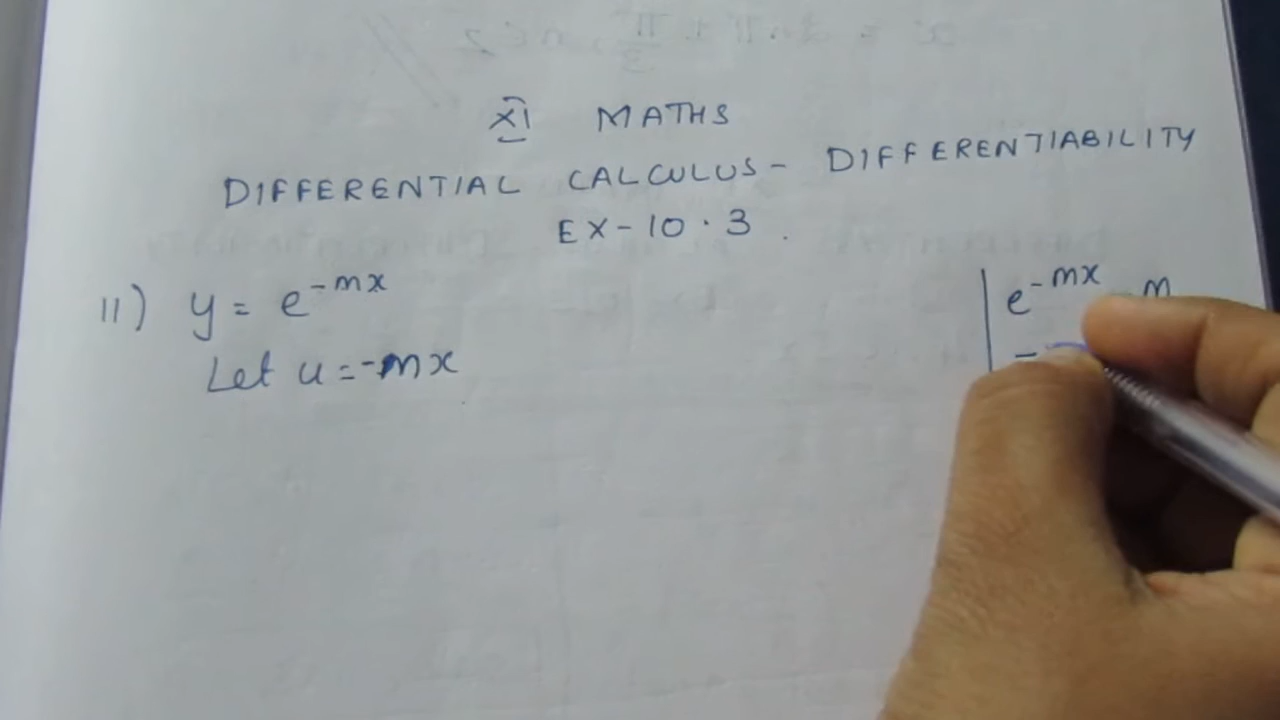 XI MATHS
DIFFERENTIAL CALCULUS - DIFFERENTIABILITY
EX-10.3.
11) y = e^-mx
Let u = -mx
e^-mx - m
-